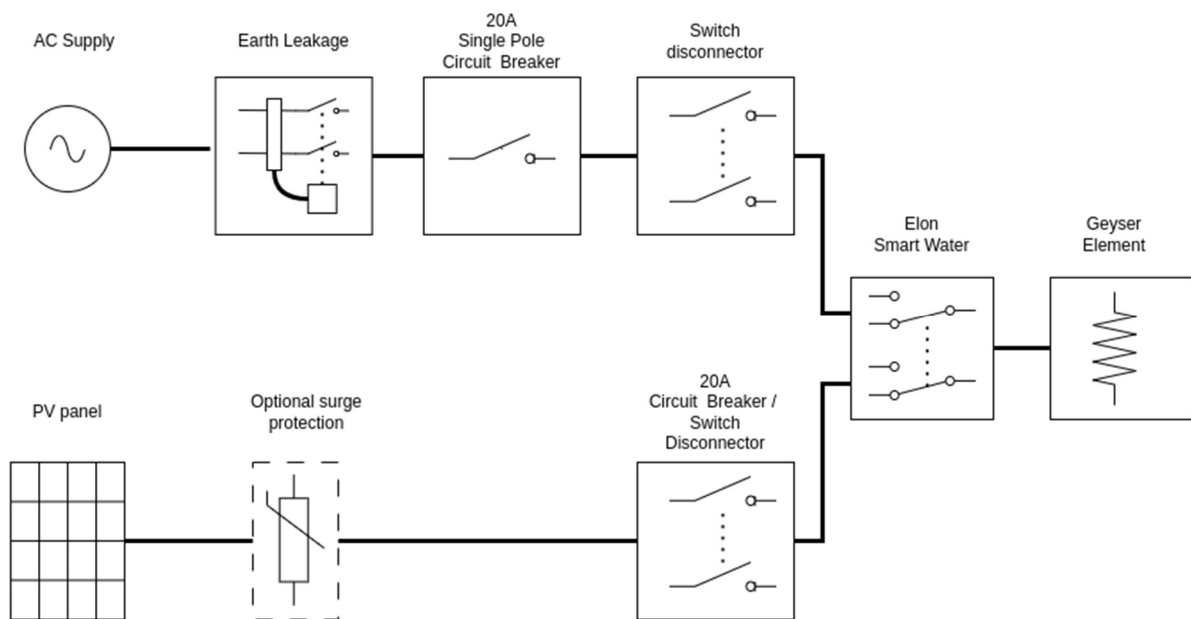 AC Supply
Earth Leakage
20A
Single Pole
Circuit Breaker
Switch
disconnector
Elon
Smart Water
Geyser
Element
PV panel
Optional surge
protection
20A
Circuit Breaker /
Switch
Disconnector